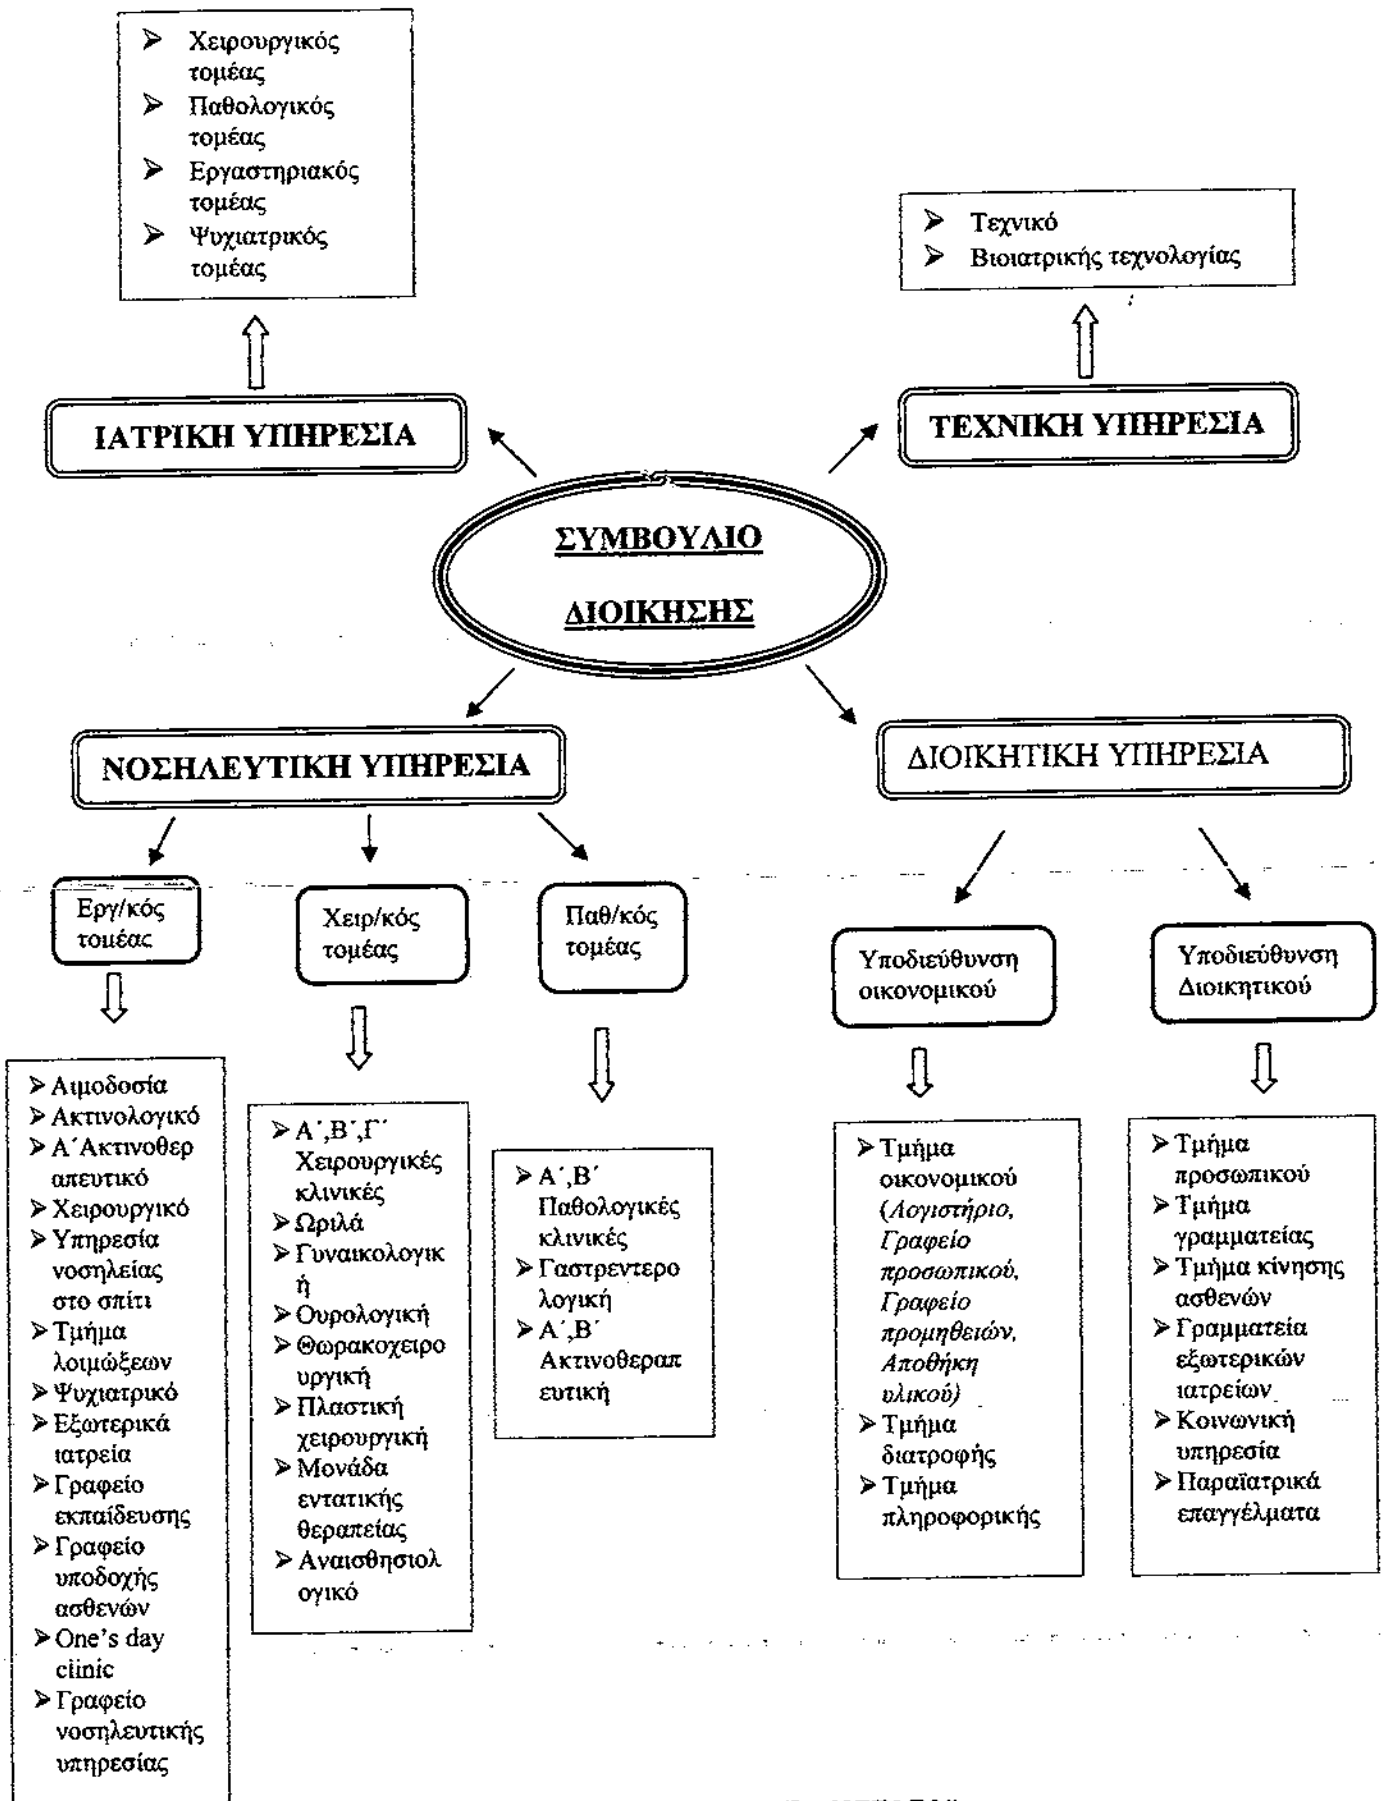 ➢ Χειρουργικός
τομέας
➢ Παθολογικός
τομέας
➢ Εργαστηριακός
τομέας
➢ Ψυχιατρικός
τομέας
➢ Τεχνικό
➢ Βιοιατρικής τεχνολογίας
ΙΑΤΡΙΚΗ ΥΠΗΡΕΣΙΑ
ΤΕΧΝΙΚΗ ΥΠΗΡΕΣΙΑ
ΣΥΜΒΟΥΛΙΟ
ΔΙΟΙΚΗΣΗΣ
ΝΟΣΗΛΕΥΤΙΚΗ ΥΠΗΡΕΣΙΑ
ΔΙΟΙΚΗΤΙΚΗ ΥΠΗΡΕΣΙΑ
Εργ/κός
τομέας
Χειρ/κός
τομέας
Παθ/κός
τομέας
Υποδιεύθυνση
οικονομικού
Υποδιεύθυνση
Διοικητικού
➢ Αιμοδοσία
➢ Ακτινολογικό
➢ Α΄Ακτινοθερ
απευτικό
➢ Χειρουργικό
➢ Υπηρεσία
νοσηλείας
στο σπίτι
➢ Τμήμα
λοιμώξεων
➢ Ψυχιατρικό
➢ Εξωτερικά
ιατρεία
➢ Γραφείο
εκπαίδευσης
➢ Γραφείο
υποδοχής
ασθενών
➢ One's day
clinic
➢ Γραφείο
νοσηλευτικής
υπηρεσίας
➢ Α΄,Β΄,Γ΄
Χειρουργικές
κλινικές
➢ Ωριλά
➢ Γυναικολογικ
ή
➢ Ουρολογική
➢ Θωρακοχειρο
υργική
➢ Πλαστική
χειρουργική
➢ Μονάδα
εντατικής
θεραπείας
➢ Αναισθησιολ
ογικό
➢ Α΄,Β΄
Παθολογικές
κλινικές
➢ Γαστρεντερο
λογική
➢ Α΄,Β΄
Ακτινοθεραπ
ευτική
➢ Τμήμα
οικονομικού
(Λογιστήριο,
Γραφείο
προσωπικού,
Γραφείο
προμηθειών,
Αποθήκη
υλικού)
➢ Τμήμα
διατροφής
➢ Τμήμα
πληροφορικής
➢ Τμήμα
προσωπικού
➢ Τμήμα
γραμματείας
➢ Τμήμα κίνησης
ασθενών
➢ Γραμματεία
εξωτερικών
ιατρείων
➢ Κοινωνική
υπηρεσία
➢ Παραϊατρικά
επαγγέλματα